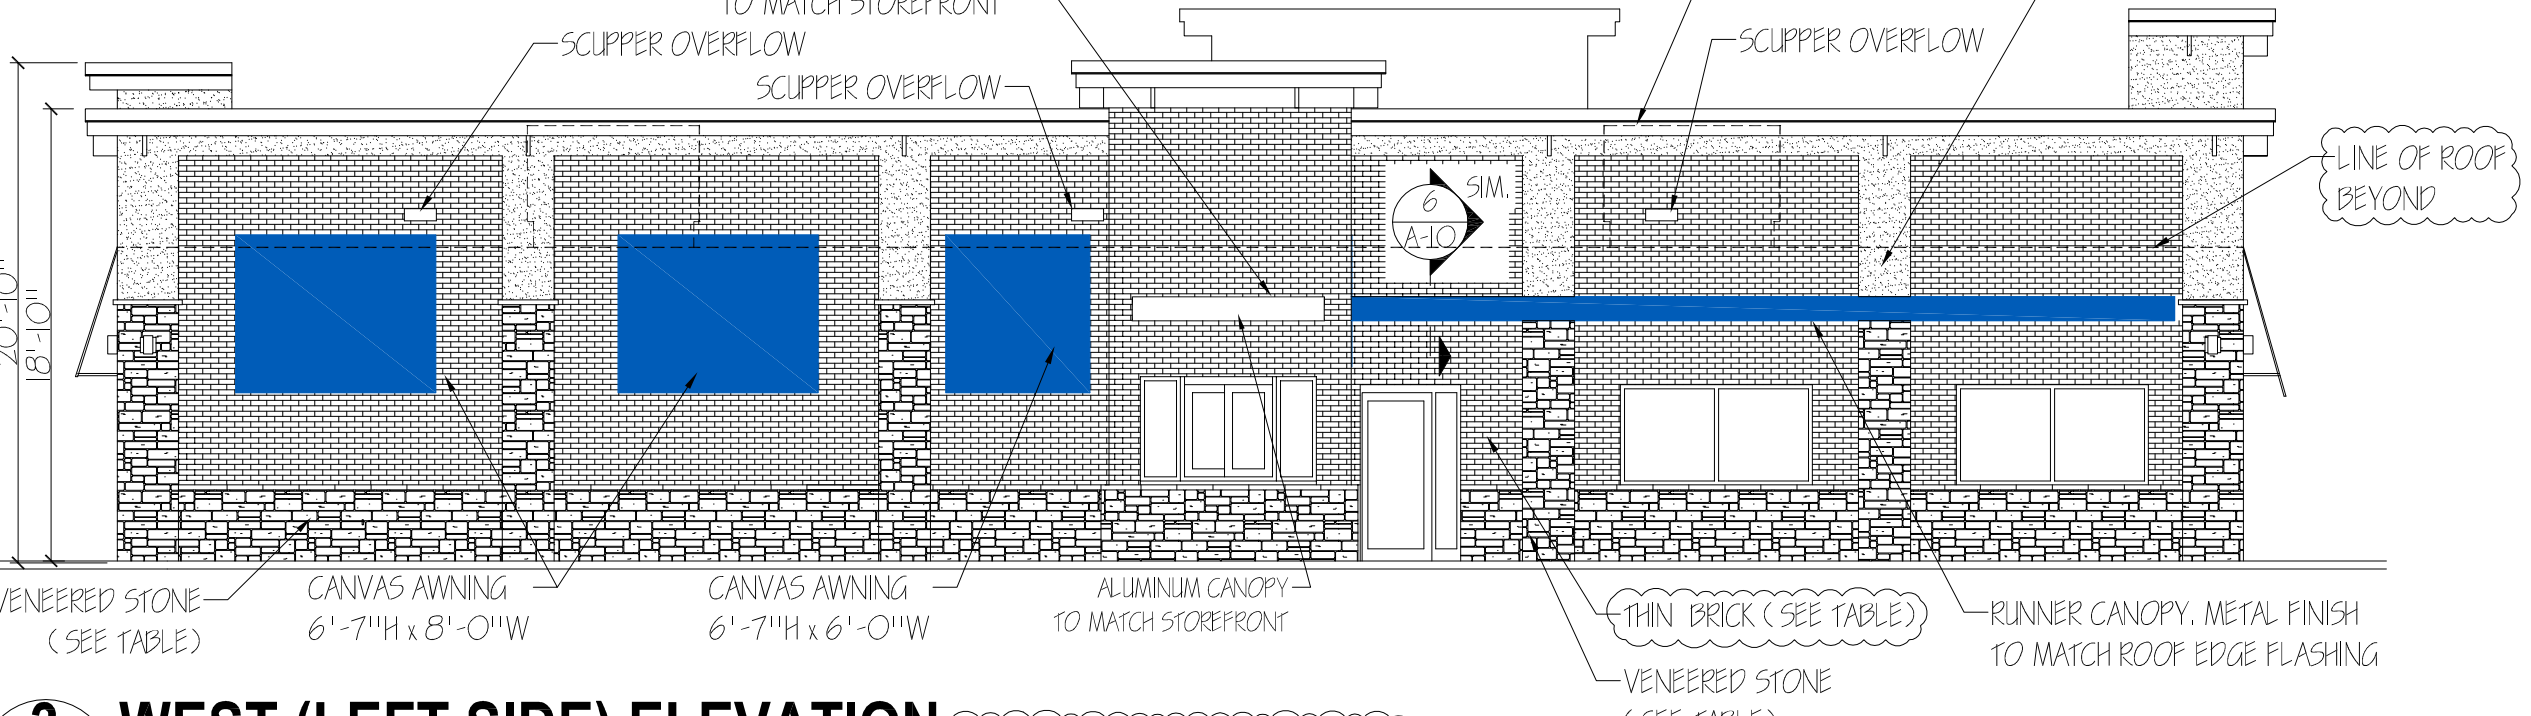 TO MATCH STOREFRONT
SCUPPER OVERFLOW
SCUPPER OVERFLOW
SCUPPER OVERFLOW
LINE OF ROOF
BEYOND
6
SIM.
A-10
20'-10"
18'-10"
VENEERED STONE
(SEE TABLE)
CANVAS AWNING
6'-7"H x 8'-0"W
CANVAS AWNING
6'-7"H x 6'-0"W
ALUMINUM CANOPY
TO MATCH STOREFRONT
THIN BRICK (SEE TABLE)
RUNNER CANOPY. METAL FINISH
TO MATCH ROOF EDGE FLASHING
VENEERED STONE
(SEE TABLE)
WEST (LEFT SIDE) ELEVATION